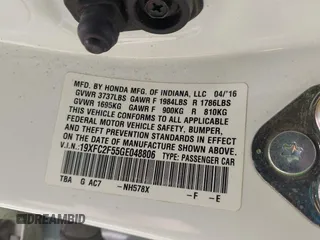 MFD. BY HONDA MFG. OF INDIANA, LLC 04/'16
GVWR 3737LBS GAWR F 1984LBS R 1786LBS
GVWR 1695KG GAWR F 900KG R 810KG
THIS VEHICLE CONFORMS TO ALL APPLICABLE
FEDERAL MOTOR VEHICLE SAFETY, BUMPER,
AND THEFT PREVENTION STANDARDS IN EFFECT
ON THE DATE OF MANUFACTURE SHOWN ABOVE.
V.I.N.:19XFC2F55GE048806 TYPE: PASSENGER CAR
TBA G AC7 -NH578X -F -E
DREAMBID